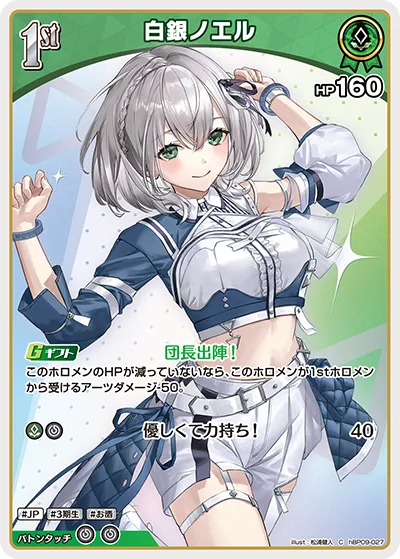 1st
白銀ノエル
HP160
Gギフト 団長出陣！
このホロメンのHPが減っていないなら、このホロメンが1stホロメン
から受けるアーツダメージ-50。
優しくて力持ち！ 40
#JP #3期生 #お酒
バトンタッチ
illust 松浦健人 C hBP09-027